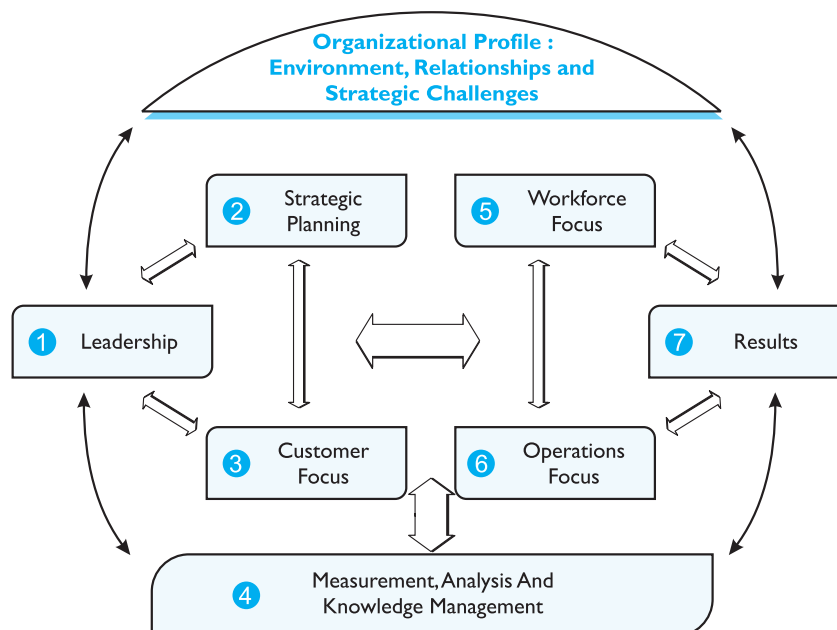 Organizational Profile :
Environment, Relationships and
Strategic Challenges
2 Strategic
Planning
5 Workforce
Focus
1 Leadership
7 Results
3 Customer
Focus
6 Operations
Focus
4 Measurement, Analysis And
Knowledge Management